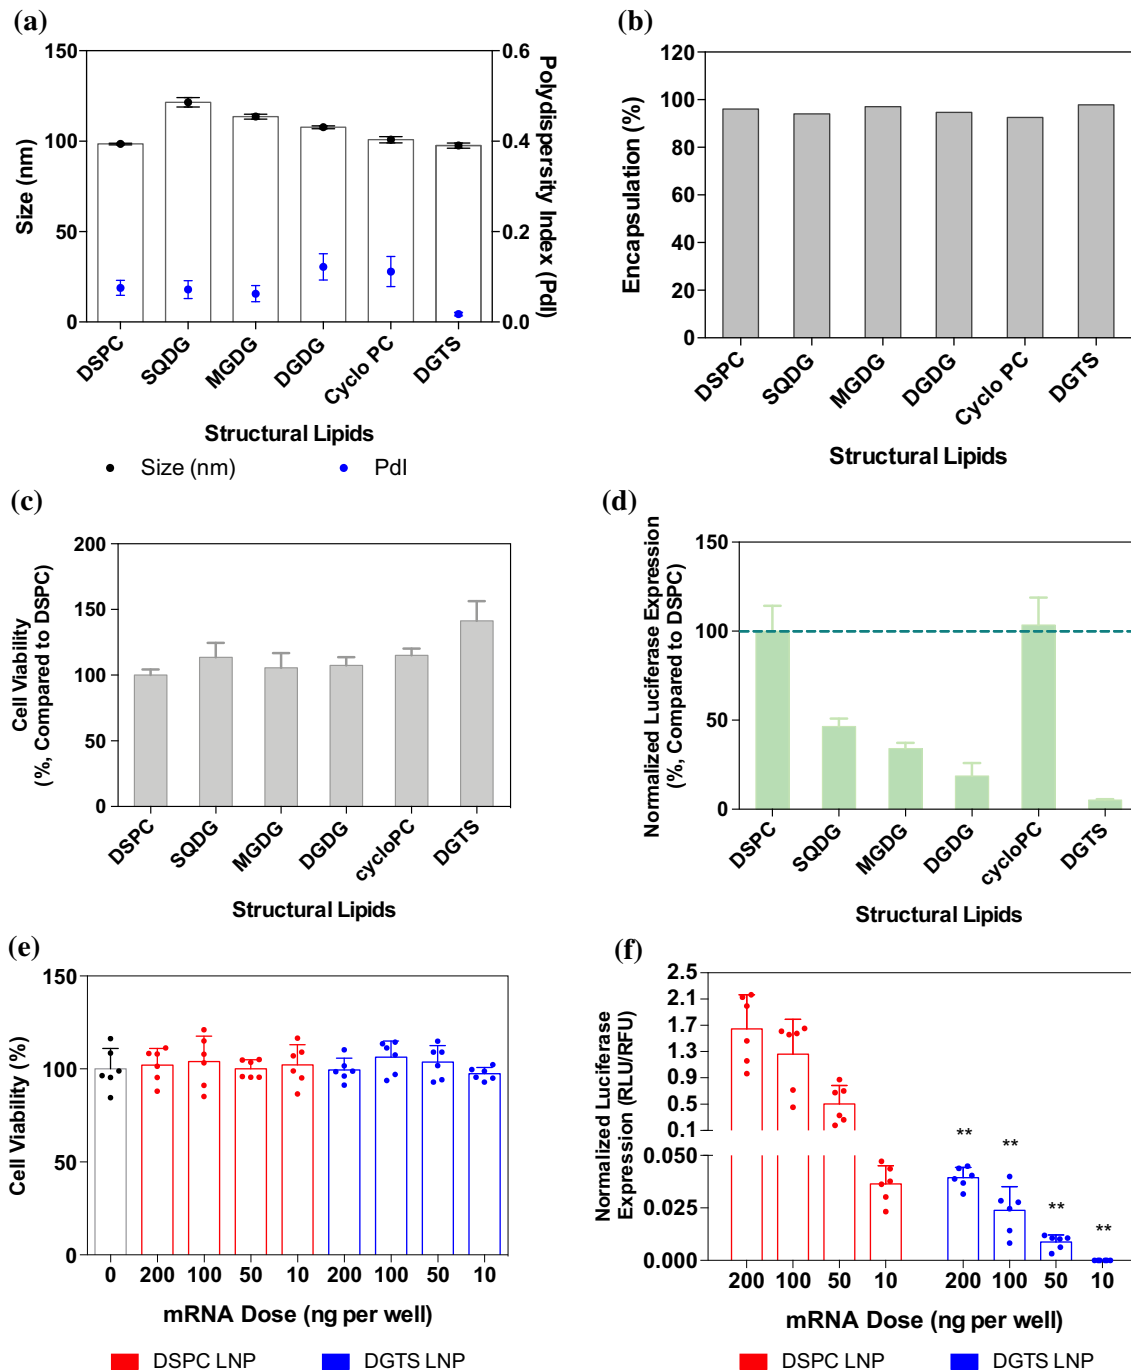 (a)
150
100
50
0
Size (nm)
0.6
0.4
0.2
0.0
Polydispersity Index (PdI)
DSPC
SQDG
MGDG
DGDG
Cyclo PC
DGTS
Structural Lipids
Size (nm)
PdI
(b)
120
100
80
60
40
20
0
Encapsulation (%)
DSPC
SQDG
MGDG
DGDG
Cyclo PC
DGTS
Structural Lipids
(c)
200
150
100
50
0
Cell Viability
(%, Compared to DSPC)
DSPC
SQDG
MGDG
DGDG
cycloPC
DGTS
Structural Lipids
(d)
150
100
50
0
Normalized Luciferase Expression
(%, Compared to DSPC)
DSPC
SQDG
MGDG
DGDG
cycloPC
DGTS
Structural Lipids
(e)
150
100
50
0
Cell Viability (%)
0 200 100 50 10 200 100 50 10
mRNA Dose (ng per well)
DSPC LNP
DGTS LNP
(f)
2.5
2.1
1.7
1.3
0.9
0.5
0.1
0.050
0.025
0.000
Normalized Luciferase
Expression (RLU/RFU)
**
**
**
**
200 100 50 10 200 100 50 10
mRNA Dose (ng per well)
DSPC LNP
DGTS LNP